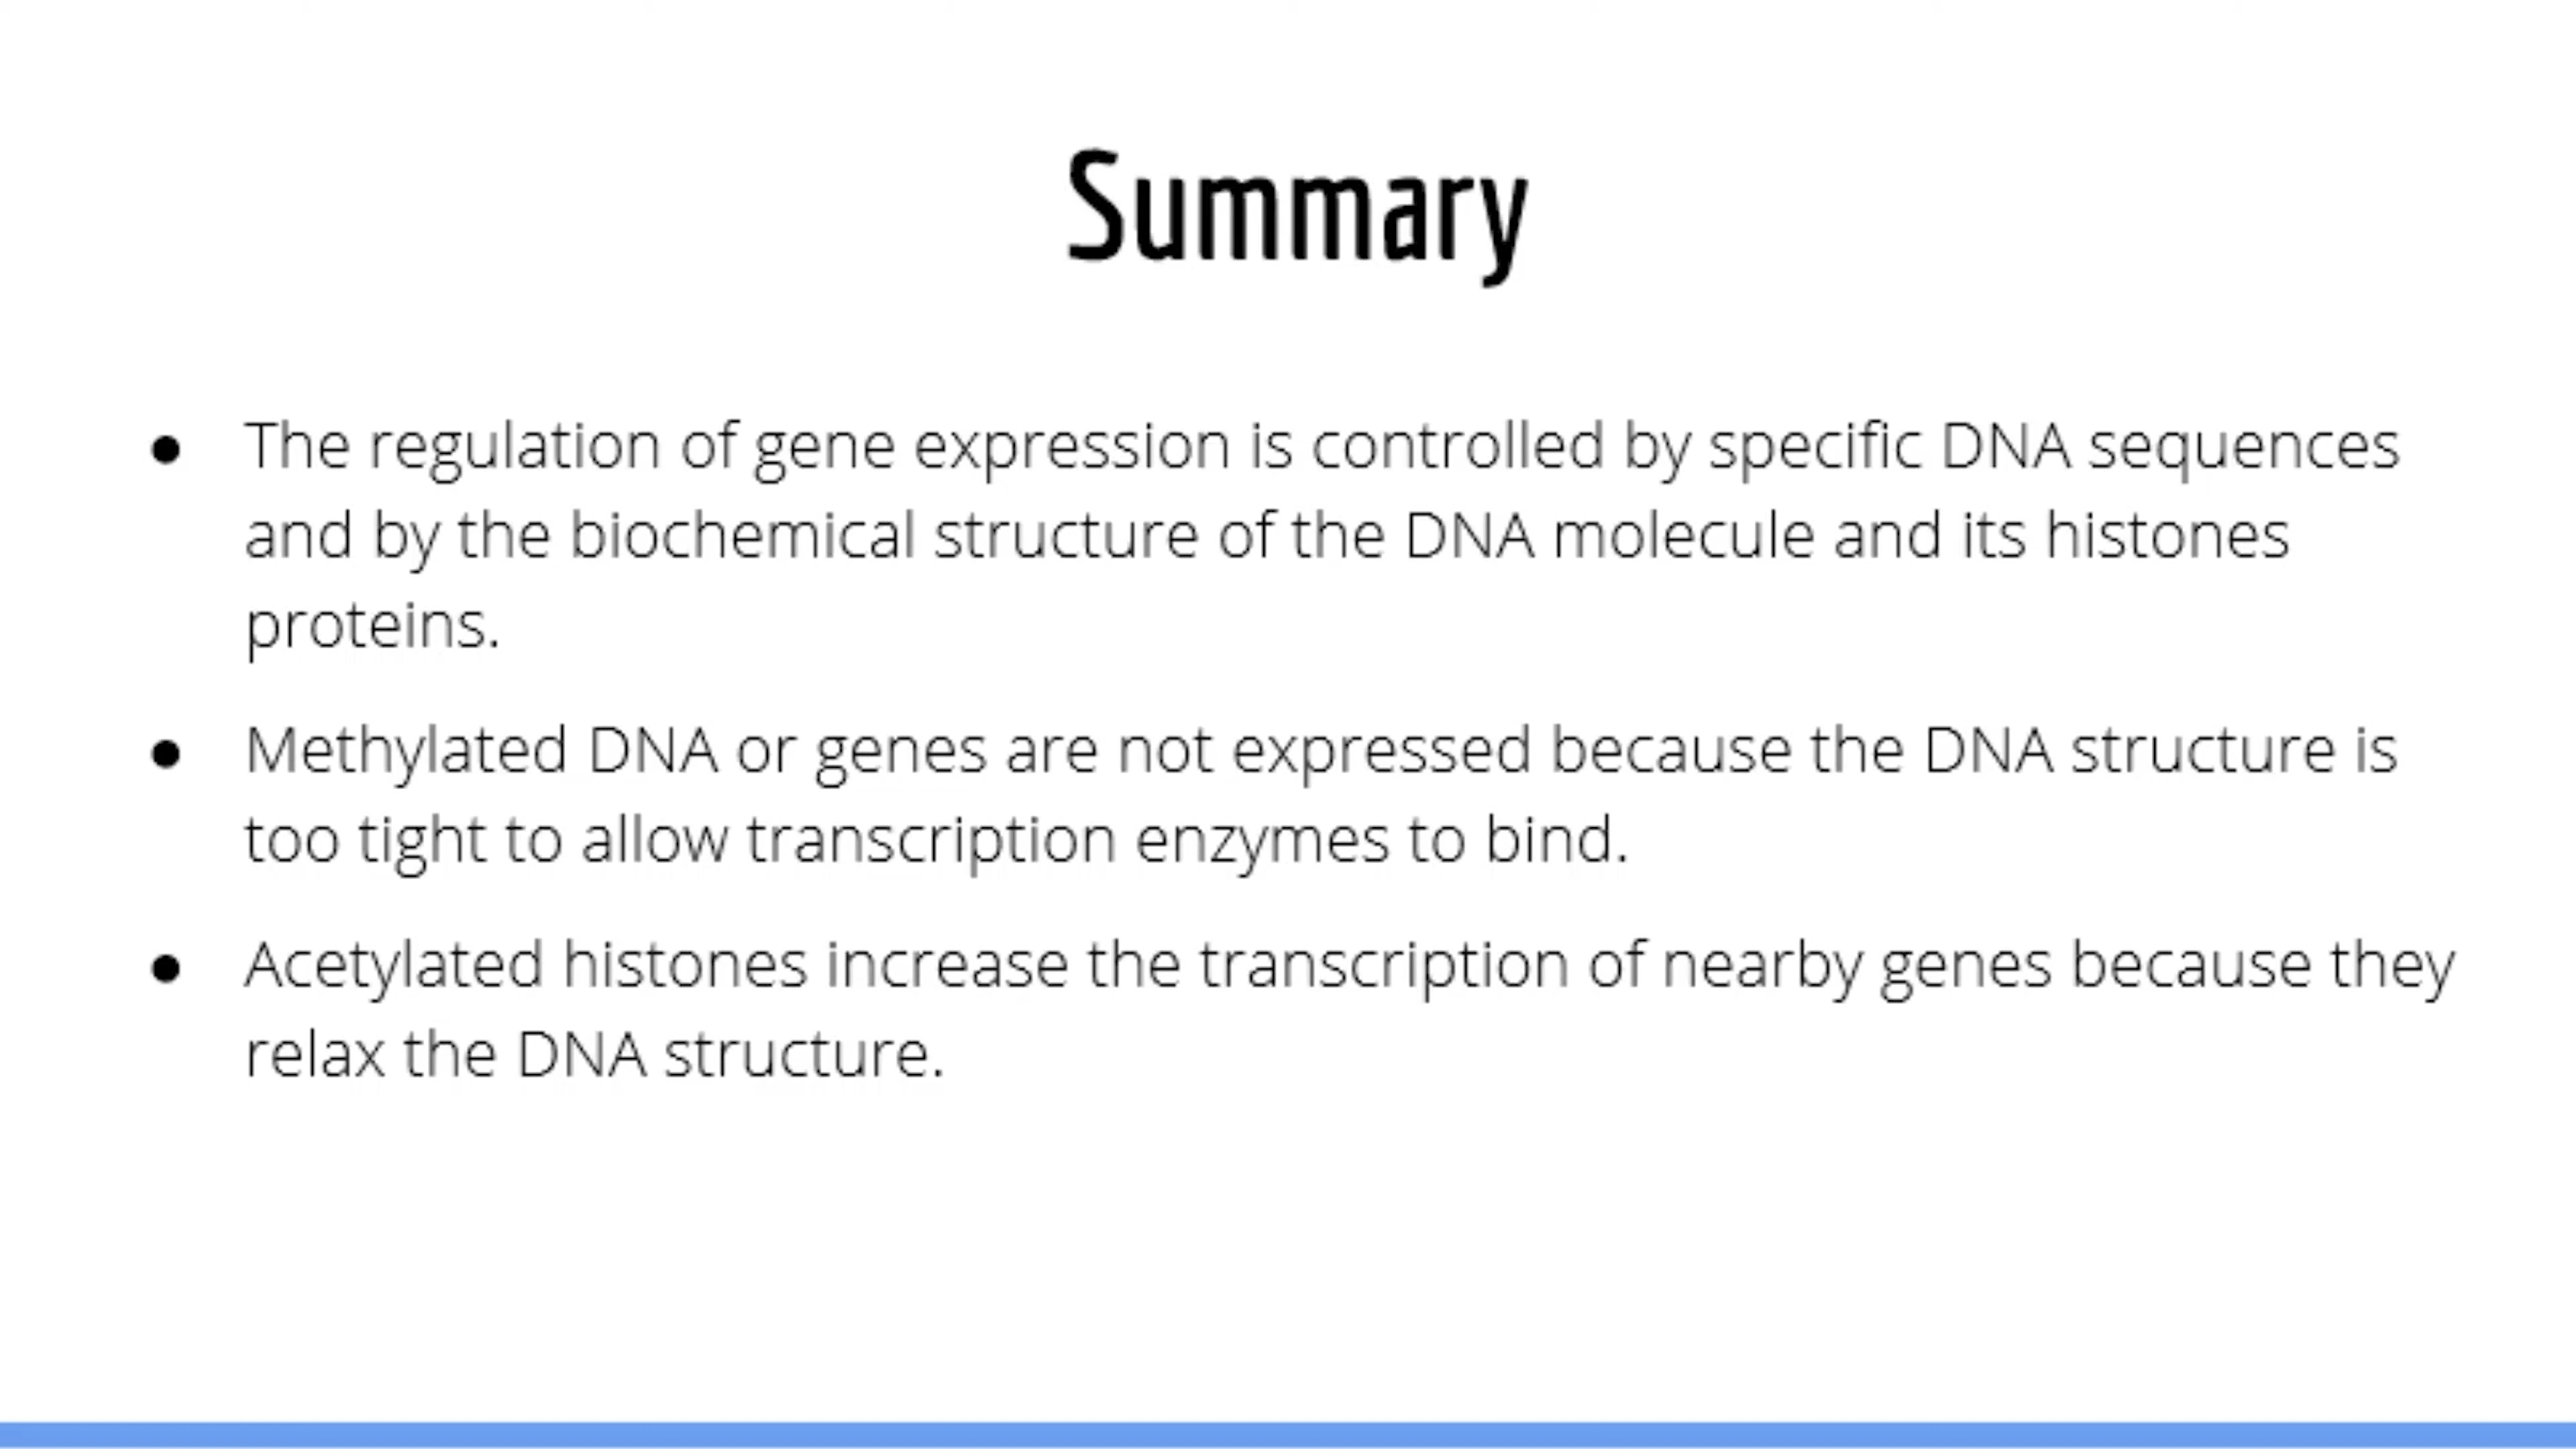 Summary
● The regulation of gene expression is controlled by specific DNA sequences
and by the biochemical structure of the DNA molecule and its histones
proteins.
● Methylated DNA or genes are not expressed because the DNA structure is
too tight to allow transcription enzymes to bind.
● Acetylated histones increase the transcription of nearby genes because they
relax the DNA structure.